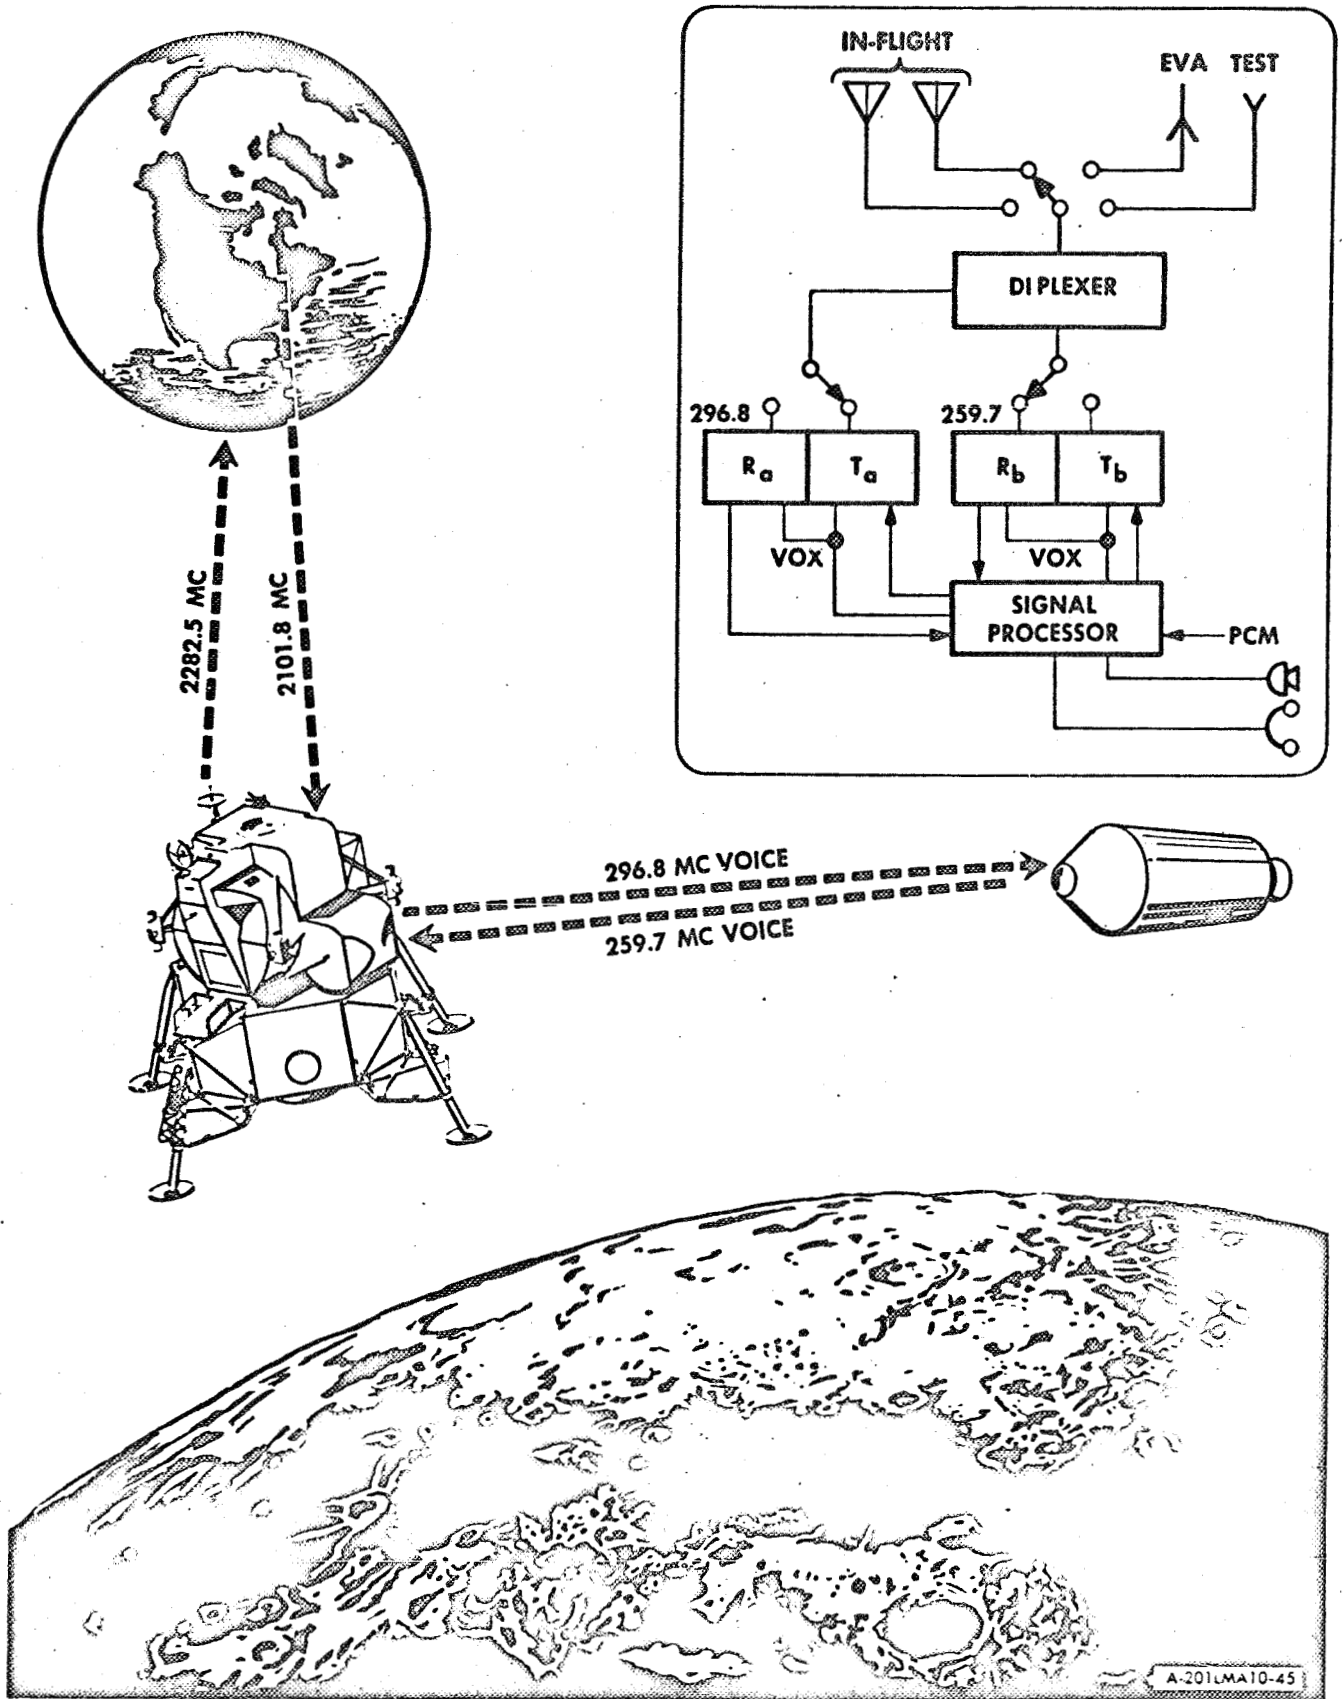 IN-FLIGHT
EVA TEST
DIPLEXER
296.8
259.7
Ra
Ta
Rb
Tb
VOX
VOX
SIGNAL
PROCESSOR
PCM
2282.5 MC
2101.8 MC
296.8 MC VOICE
259.7 MC VOICE
A-201LMA10-45